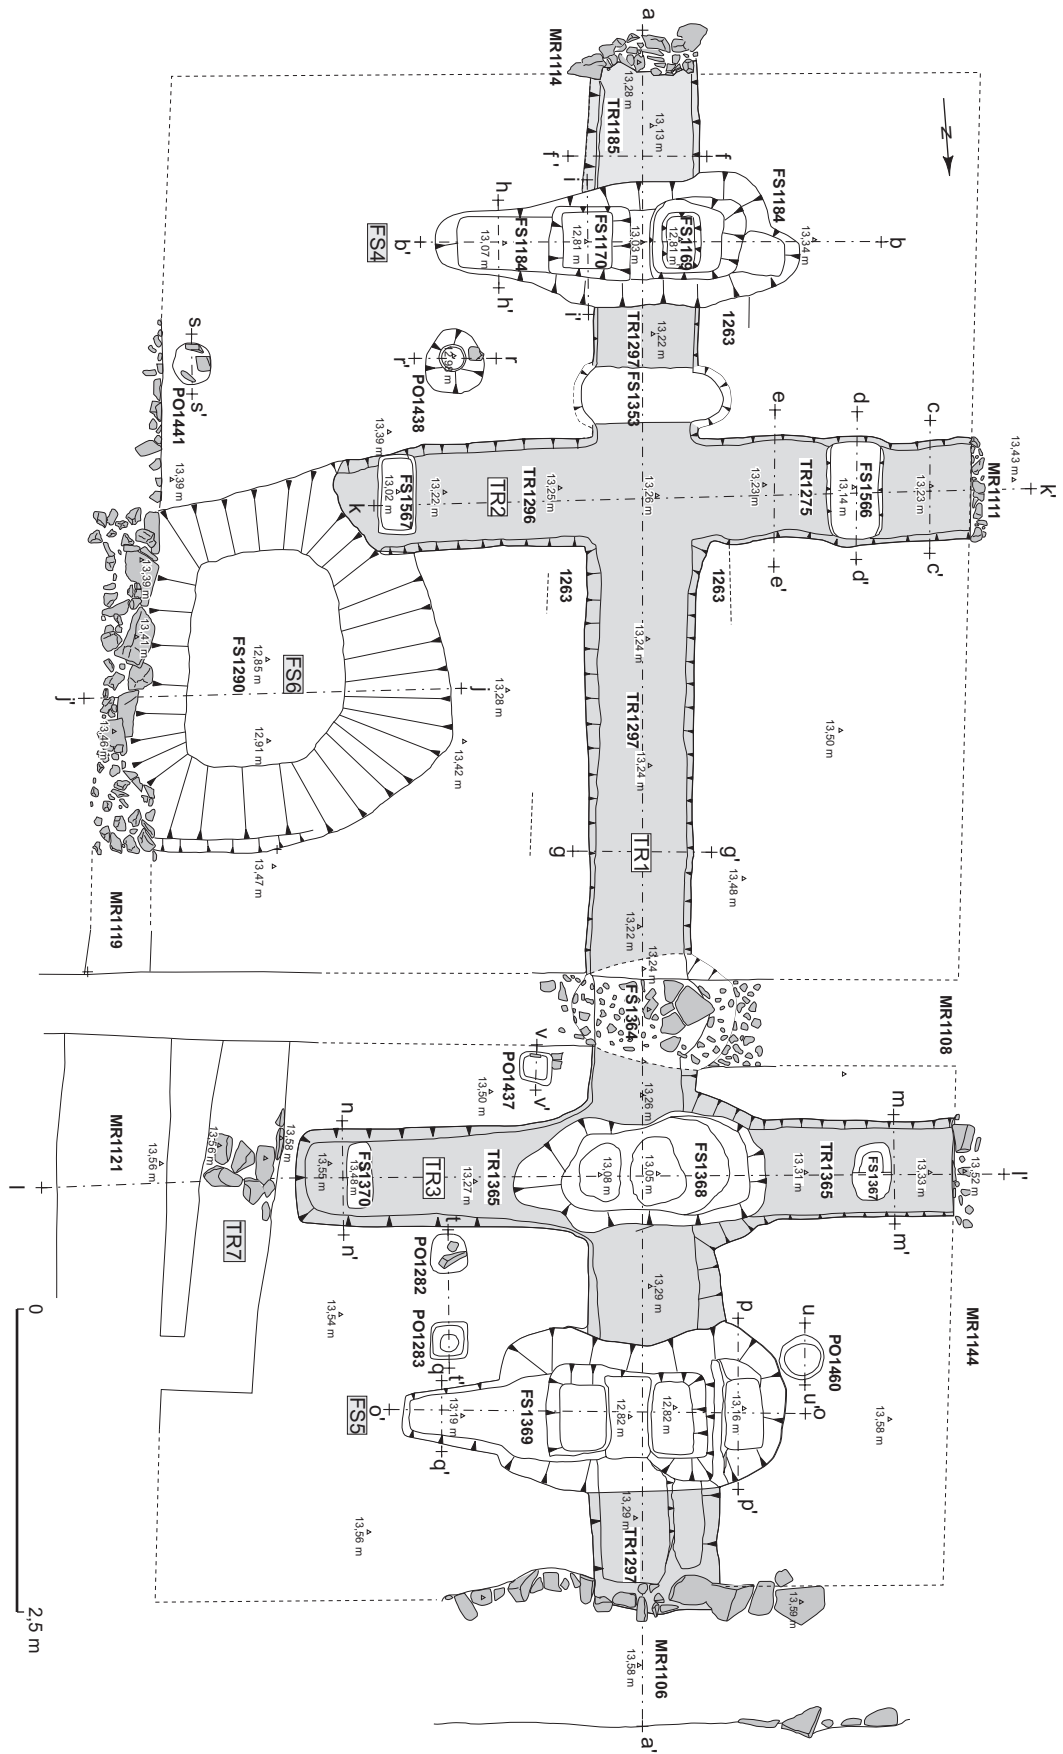 a
MR1114
13,28 m
TR1185
13,13 m
z
f'
f
i
h
FS1184
FS1184
FS1170
FS1169
FS4
b'
13,07 m
12,81 m
13,03 m
12,81 m
13,34 m
b
h'
i'
1263
s
TR1297
13,22 m
r'
r
FS1353
s'
PO1441
PO1438
13,39 m
13,39 m
e
d
c
13,43 m
MR1111
k'
FS1567
13,02 m
k
13,22 m
TR2
TR1296
13,25 m
13,26 m
13,23 m
TR1275
FS1566
13,14 m
13,23 m
e'
d'
c'
1263
1263
13,39 m
13,41 m
FS1290
12,85 m
FS6
13,24 m
j'
j
13,28 m
13,46 m
12,91 m
13,42 m
TR1297
13,24 m
13,50 m
g
TR1
g'
13,47 m
13,48 m
MR1119
13,22 m
13,24 m
FS1364
MR1108
v
v'
PO1437
13,50 m
13,26 m
MR1121
13,56 m
13,56 m
13,58 m
n
m
l
13,55 m
FS1370
13,48 m
TR3
13,27 m
TR1365
13,08 m
13,05 m
FS1368
13,31 m
TR1365
FS1367
13,33 m
13,52 m
l'
TR7
n'
t
m'
PO1282
13,29 m
0
13,54 m
PO1283
p
u
PO1460
MR1144
q
t'
u'
FS5
o'
13,19 m
FS1369
12,82 m
12,82 m
13,16 m
o
13,58 m
q'
p'
13,56 m
13,29 m
TR1297
2,5 m
13,59 m
13,58 m
MR1106
a'